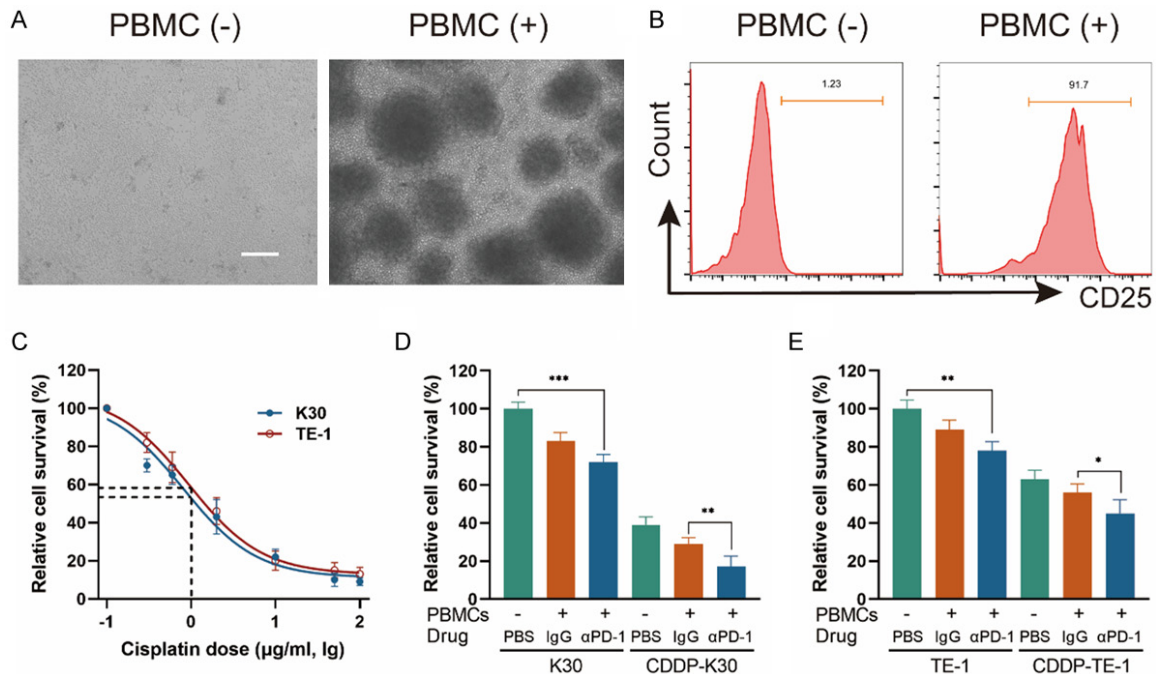 A
PBMC (-)
PBMC (+)
B
PBMC (-)
PBMC (+)
1.23
91.7
Count
CD25
C
120
100
80
60
40
20
0
-1
0
1
2
Relative cell survival (%)
Cisplatin dose (µg/ml, lg)
K30
TE-1
D
120
100
80
60
40
20
0
Relative cell survival (%)
***
**
PBMCs - + + - + +
Drug PBS IgG αPD-1 PBS IgG αPD-1
K30 CDDP-K30
E
120
100
80
60
40
20
0
Relative cell survival (%)
**
*
PBMCs - + + - + +
Drug PBS IgG αPD-1 PBS IgG αPD-1
TE-1 CDDP-TE-1